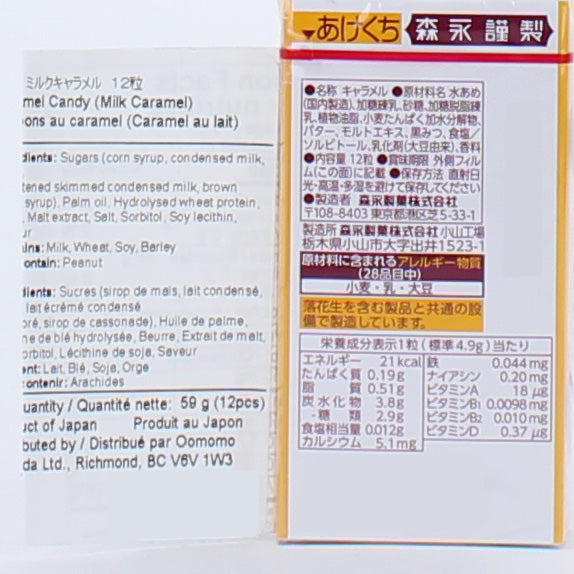 ミルクキャラメル 12粒
mel Candy (Milk Caramel)
ons au caramel (Caramel au lait)
dients: Sugars (corn syrup, condensed milk,
tened skimmed condensed milk, brown
syrup), Palm oil, Hydrolysed wheat protein,
, Malt extract, Salt, Sorbitol, Soy lecithin,
ur
ins: Milk, Wheat, Soy, Barley
ontain: Peanut
dients: Sucres (sirop de maïs, lait condensé,
lait écrémé condensé
oré, sirop de cassonade), Huile de palme,
ne de blé hydrolysée, Beurre, Extrait de malt,
orbitol, Lécithine de soja, Saveur
ent: Lait, Blé, Soja, Orge
contenir: Arachides
uantity / Quantité nette: 59 g (12pcs)
uct of Japan Produit au Japon
buted by / Distribué par Oomomo
da Ltd., Richmond, BC V6V 1W3
▼あけくち 森永謹製
●名称 キャラメル ●原材料名 水あめ
(国内製造)、加糖練乳、砂糖、加糖脱脂練
乳、植物油脂、小麦たんぱく加水分解物、
バター、モルトエキス、黒みつ、食塩/
ソルビトール、乳化剤(大豆由来)、香料
●内容量 12粒 ●賞味期限 外側フィル
ム(この面)に記載 ●保存方法 直射日
光・高温・多湿を避けて保存してください
●製造者 森永製菓株式会社
〒108-8403 東京都港区芝5-33-1
製造所 森永製菓株式会社 小山工場
栃木県小山市大字出井1523-1
原材料に含まれるアレルギー物質
(28品目中)
小麦・乳・大豆
落花生を含む製品と共通の設
備で製造しています。
栄養成分表示1粒(標準4.9g)当たり
エネルギー 21kcal
たんぱく質 0.19g
脂質 0.51g
炭水化物 3.8g
-糖類 2.9g
食塩相当量 0.012g
カルシウム 5.1mg
鉄 0.044mg
ナイアシン 0.20mg
ビタミンA 18μg
ビタミンB1 0.0098mg
ビタミンB2 0.010mg
ビタミンD 0.37μg